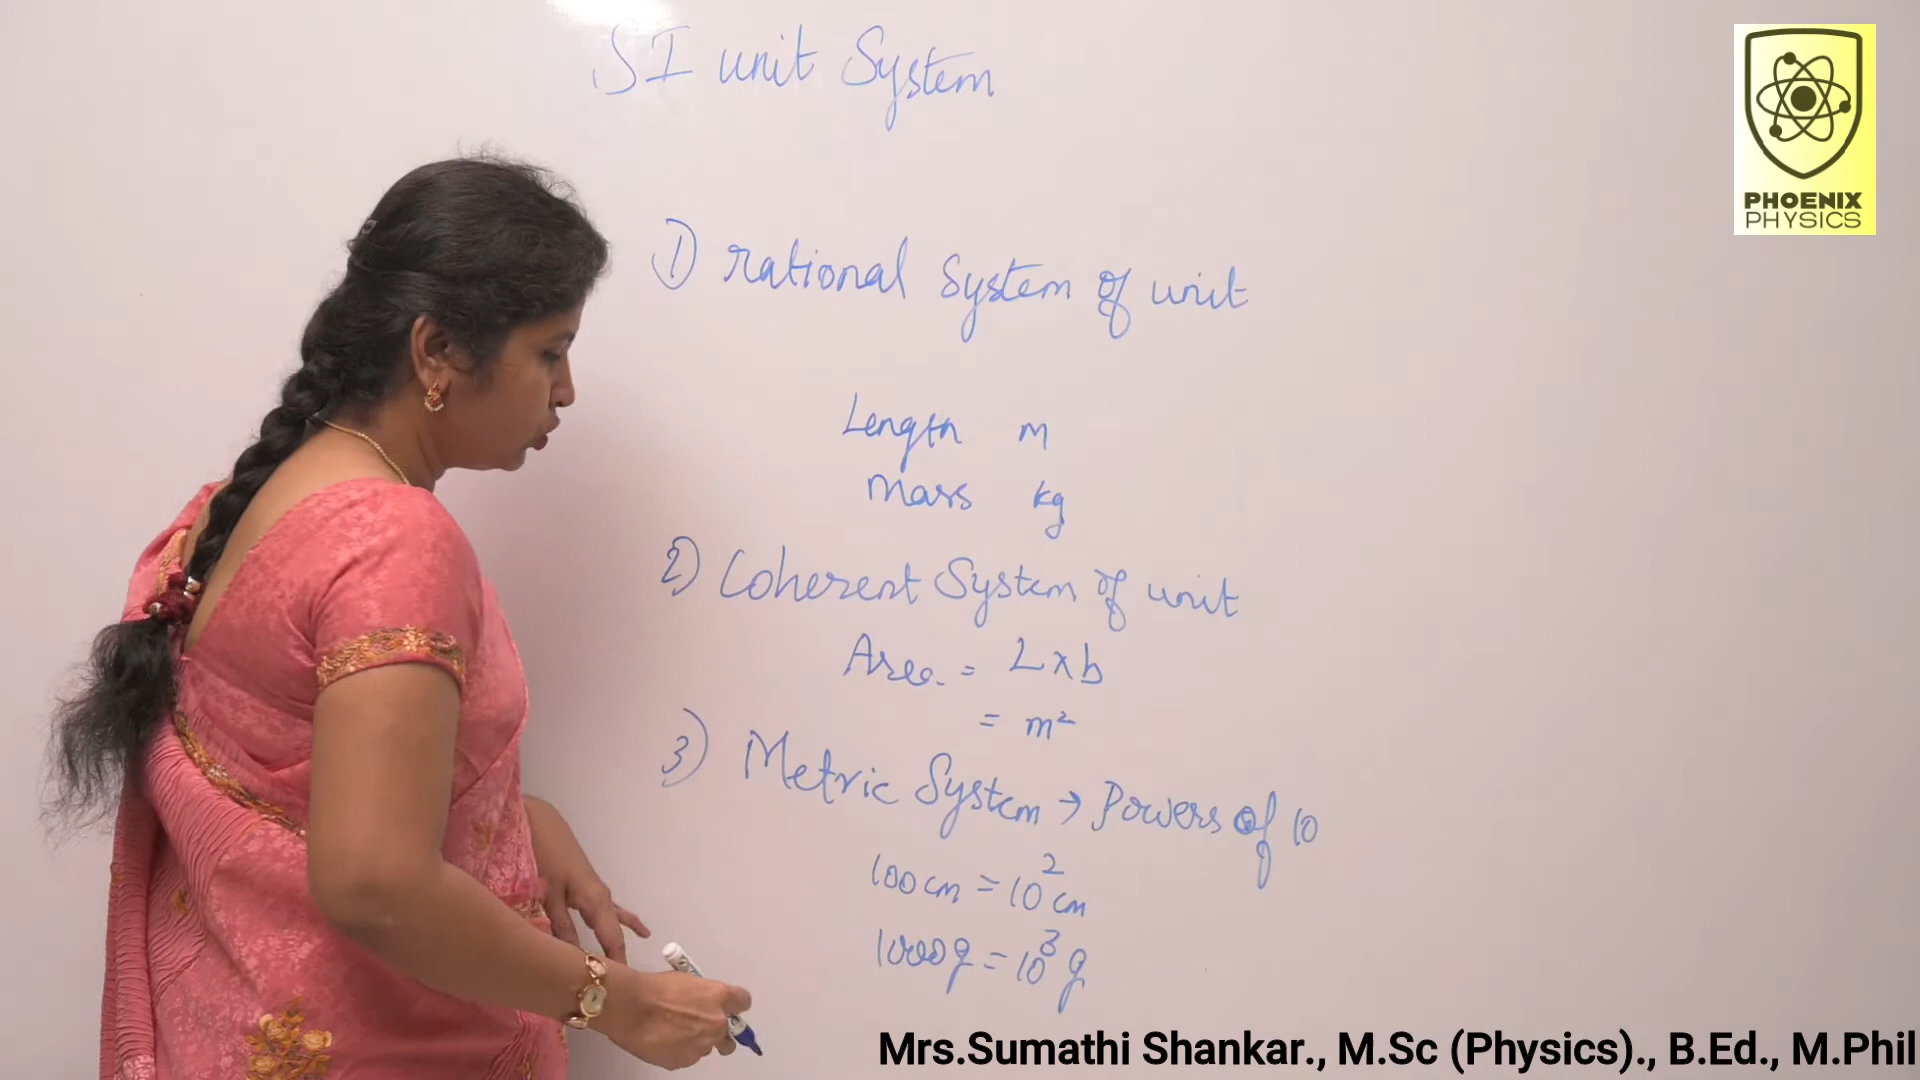 SI unit System
PHOENIX
PHYSICS
1) rational System of unit
Length m
Mass kg
2) Coherent System of unit
Area = L x b
= m²
3) Metric System → Powers of 10
100 cm = 10² cm
1000 g = 10³ g
Mrs.Sumathi Shankar., M.Sc (Physics)., B.Ed., M.Phil